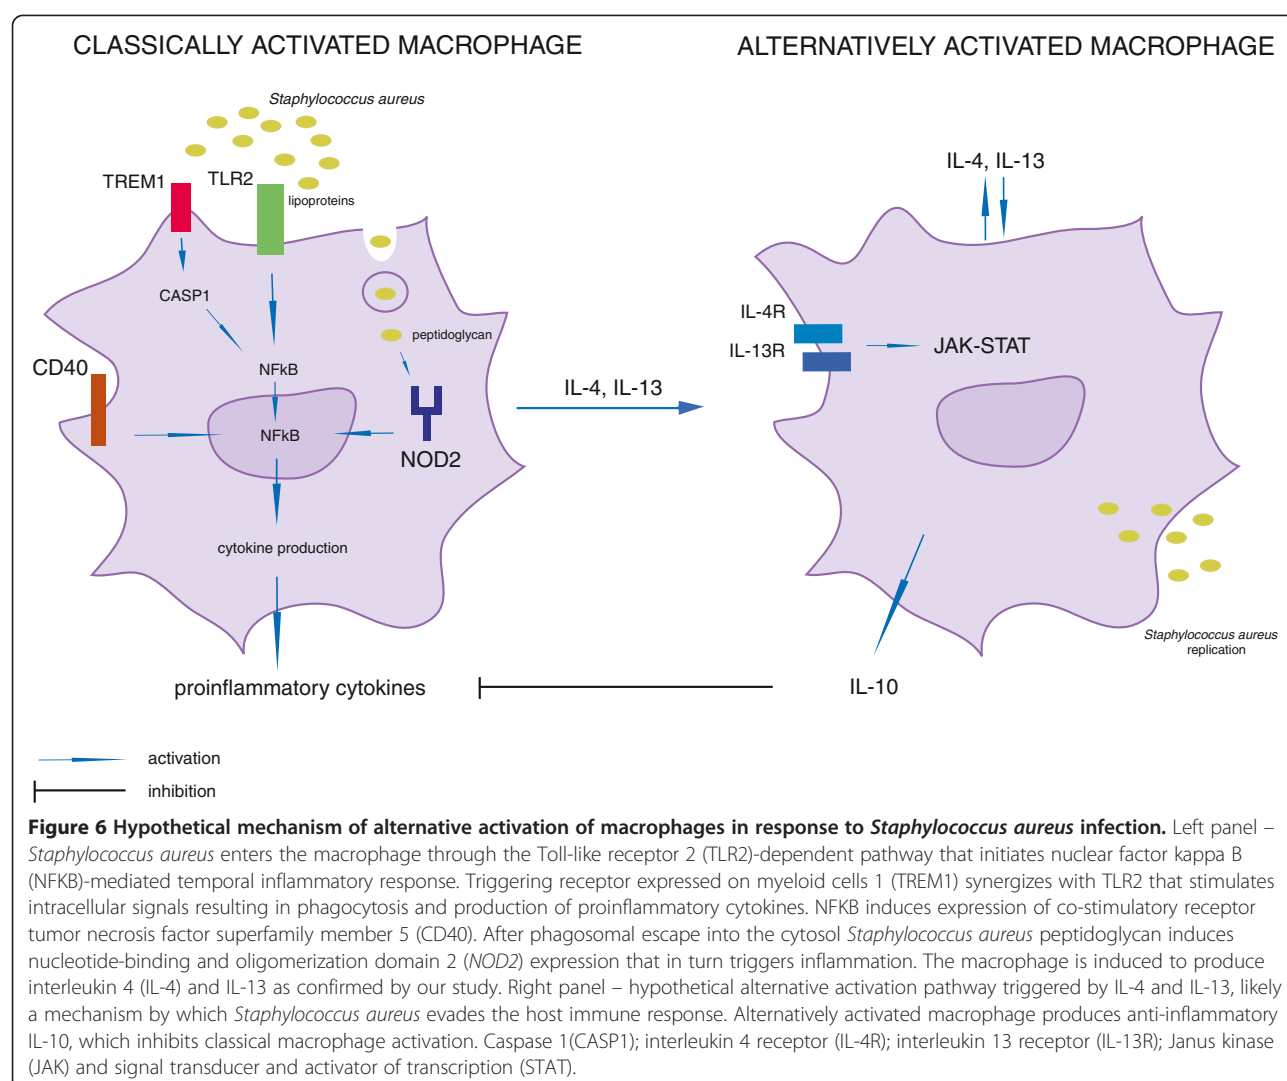 CLASSICALLY ACTIVATED MACROPHAGE
ALTERNATIVELY ACTIVATED MACROPHAGE
Staphylococcus aureus
TREM1
TLR2
lipoproteins
CASP1
peptidoglycan
NFkB
CD40
NFkB
NOD2
cytokine production
proinflammatory cytokines
IL-4, IL-13
IL-4, IL-13
IL-4R
IL-13R
JAK-STAT
Staphylococcus aureus
replication
IL-10
activation
inhibition
Figure 6 Hypothetical mechanism of alternative activation of macrophages in response to Staphylococcus aureus infection. Left panel –
Staphylococcus aureus enters the macrophage through the Toll-like receptor 2 (TLR2)-dependent pathway that initiates nuclear factor kappa B
(NFKB)-mediated temporal inflammatory response. Triggering receptor expressed on myeloid cells 1 (TREM1) synergizes with TLR2 that stimulates
intracellular signals resulting in phagocytosis and production of proinflammatory cytokines. NFKB induces expression of co-stimulatory receptor
tumor necrosis factor superfamily member 5 (CD40). After phagosomal escape into the cytosol Staphylococcus aureus peptidoglycan induces
nucleotide-binding and oligomerization domain 2 (NOD2) expression that in turn triggers inflammation. The macrophage is induced to produce
interleukin 4 (IL-4) and IL-13 as confirmed by our study. Right panel – hypothetical alternative activation pathway triggered by IL-4 and IL-13, likely
a mechanism by which Staphylococcus aureus evades the host immune response. Alternatively activated macrophage produces anti-inflammatory
IL-10, which inhibits classical macrophage activation. Caspase 1(CASP1); interleukin 4 receptor (IL-4R); interleukin 13 receptor (IL-13R); Janus kinase
(JAK) and signal transducer and activator of transcription (STAT).